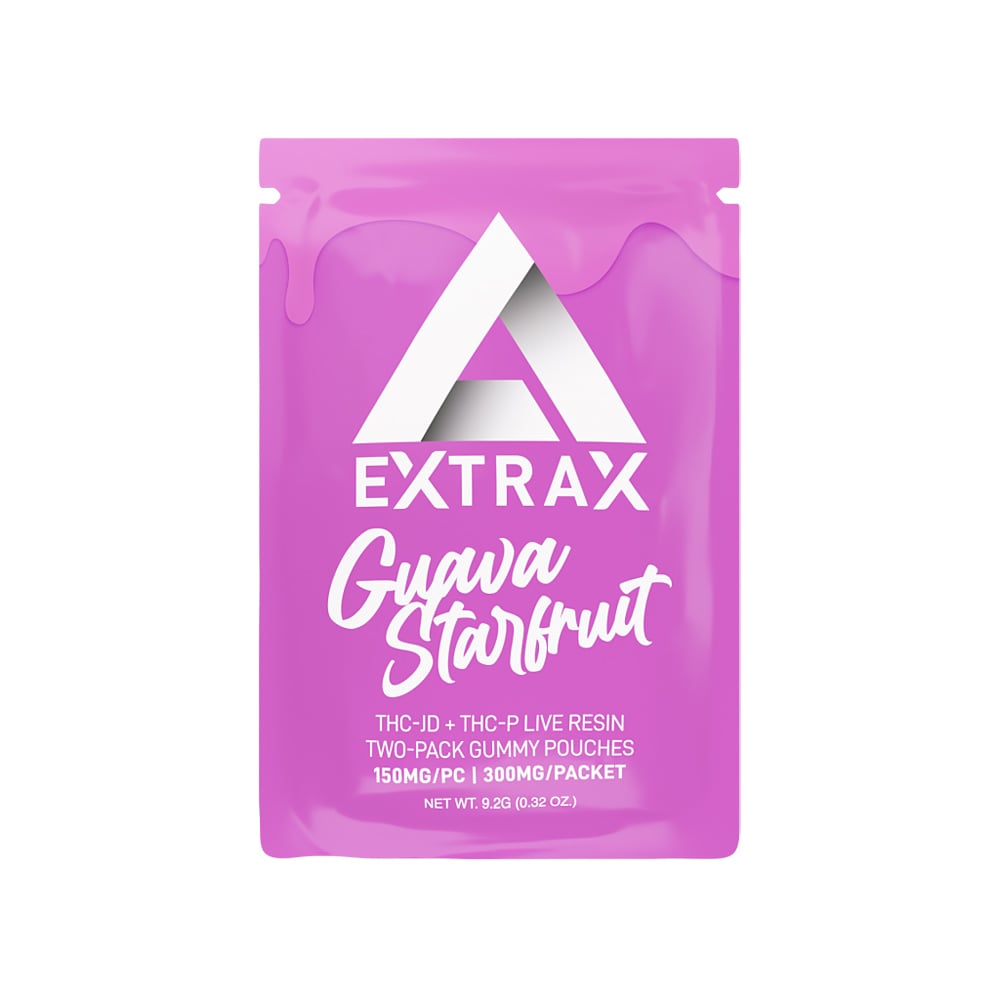 EXTRAX
Guava
Starfruit
THC-JD + THC-P LIVE RESIN
TWO-PACK GUMMY POUCHES
150MG/PC | 300MG/PACKET
NET WT. 9.2G (0.32 OZ.)